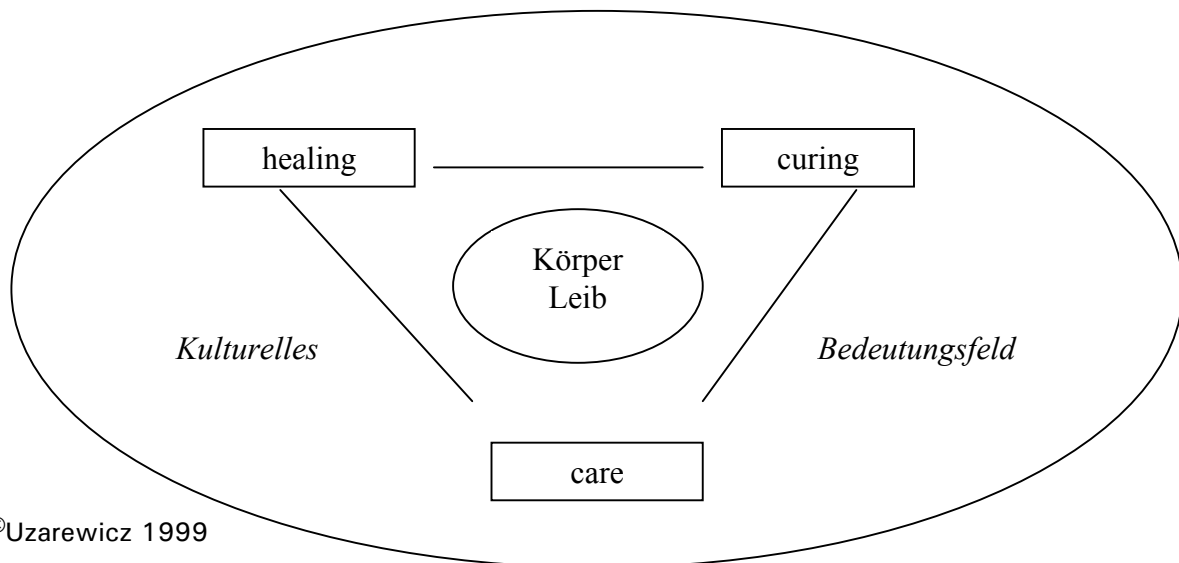 healing
curing
Körper
Leib
Kulturelles
Bedeutungsfeld
care
©Uzarewicz 1999